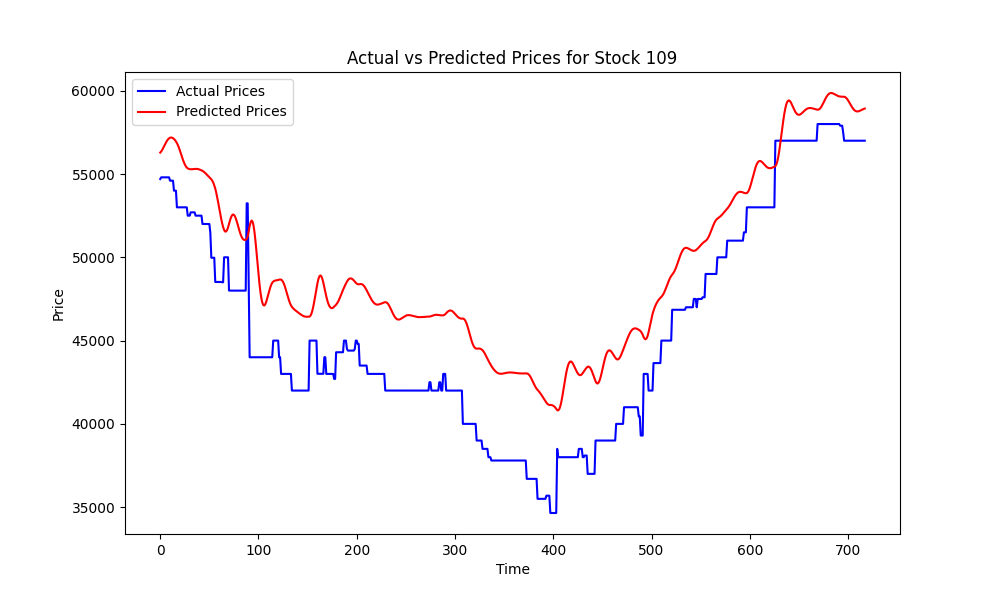 Actual vs Predicted Prices for Stock 109
Actual Prices
Predicted Prices
60000
55000
50000
45000
40000
35000
Price
0 100 200 300 400 500 600 700
Time